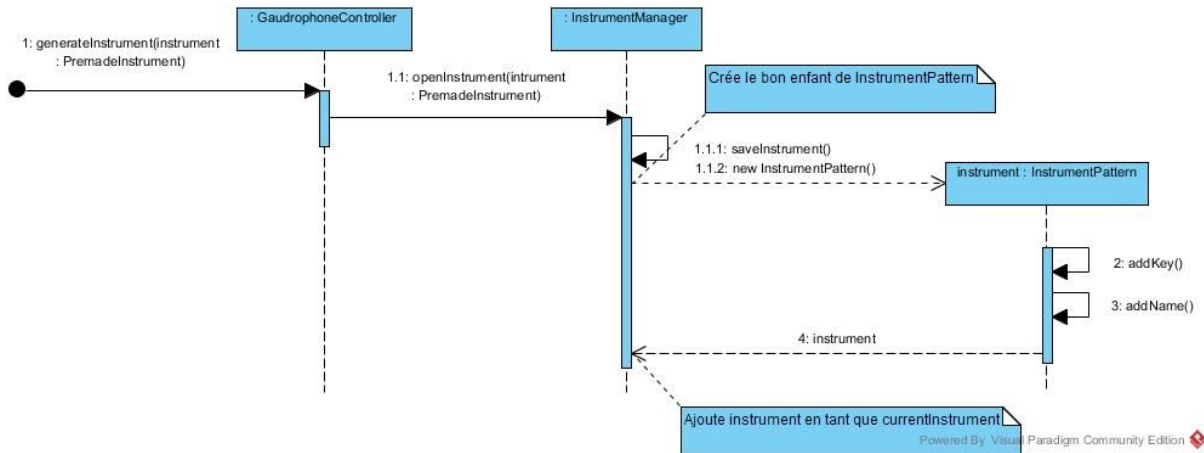 : GaudrophoneController
: InstrumentManager
1: generateInstrument(instrument
: PremadeInstrument)
1.1: openInstrument(intrument
: PremadeInstrument)
Crée le bon enfant de InstrumentPattern
1.1.1: saveInstrument()
1.1.2: new InstrumentPattern()
instrument : InstrumentPattern
2: addKey()
3: addName()
4: instrument
Ajoute instrument en tant que currentInstrument
Powered By Visual Paradigm Community Edition